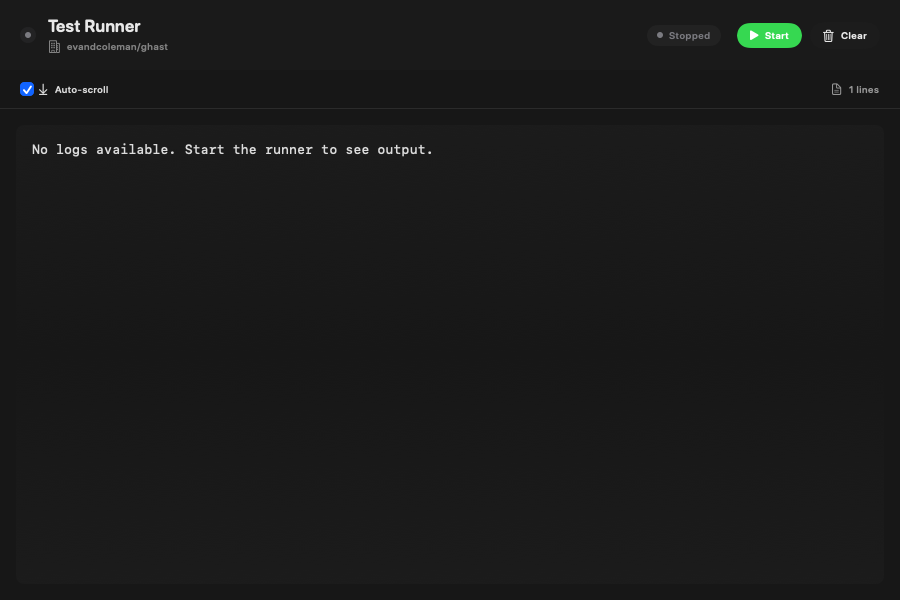 Test Runner
evandcoleman/ghast
Stopped
Start
Clear
Auto-scroll
1 lines
No logs available. Start the runner to see output.